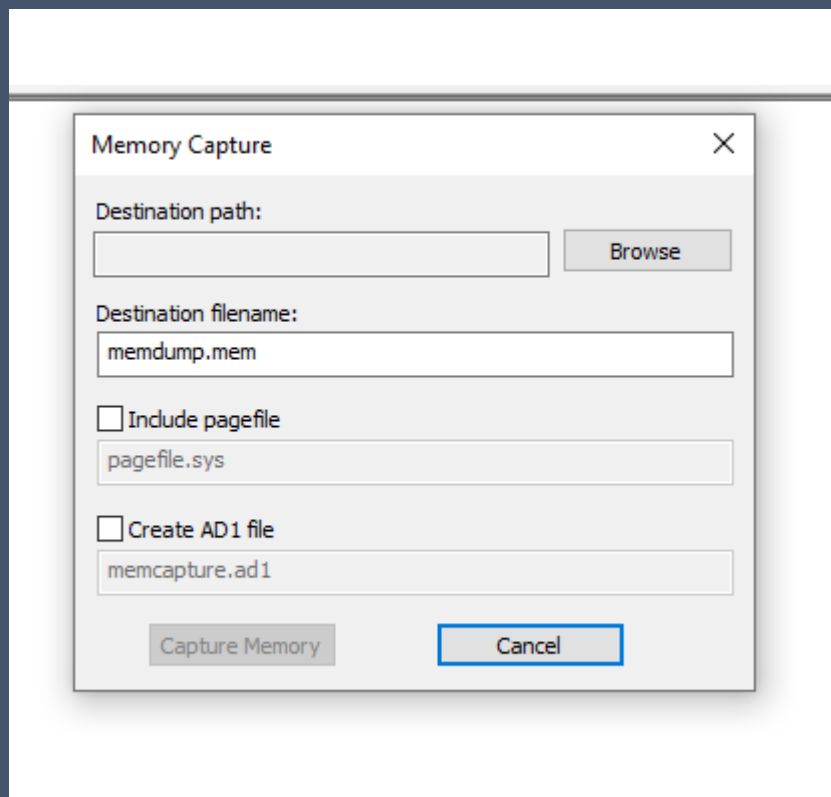 Memory Capture
Destination path:
Browse
Destination filename:
memdump.mem
Include pagefile
pagefile.sys
Create AD1 file
memcapture.ad1
Capture Memory Cancel